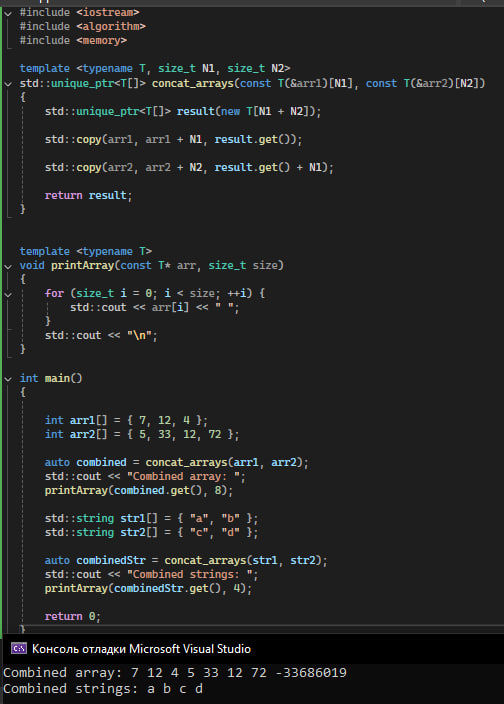 #include <iostream>
#include <algorithm>
#include <memory>

template <typename T, size_t N1, size_t N2>
std::unique_ptr<T[]> concat_arrays(const T(&arr1)[N1], const T(&arr2)[N2])
{
    std::unique_ptr<T[]> result(new T[N1 + N2]);

    std::copy(arr1, arr1 + N1, result.get());

    std::copy(arr2, arr2 + N2, result.get() + N1);

    return result;
}

template <typename T>
void printArray(const T* arr, size_t size)
{
    for (size_t i = 0; i < size; ++i) {
        std::cout << arr[i] << " ";
    }
    std::cout << "\n";
}

int main()
{

    int arr1[] = { 7, 12, 4 };
    int arr2[] = { 5, 33, 12, 72 };

    auto combined = concat_arrays(arr1, arr2);
    std::cout << "Combined array: ";
    printArray(combined.get(), 8);

    std::string str1[] = { "a", "b" };
    std::string str2[] = { "c", "d" };

    auto combinedStr = concat_arrays(str1, str2);
    std::cout << "Combined strings: ";
    printArray(combinedStr.get(), 4);

    return 0;
}
Консоль отладки Microsoft Visual Studio
Combined array: 7 12 4 5 33 12 72 -33686019
Combined strings: a b c d